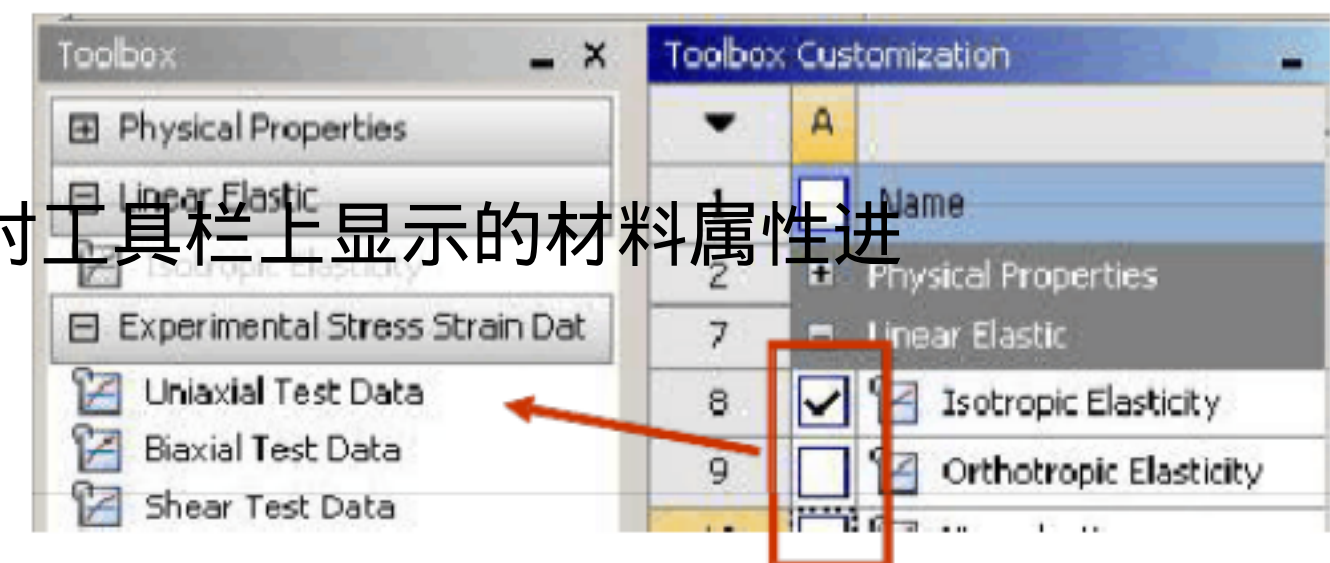 Toolbox
Physical Properties
Linear Elastic
Isotropic Elasticity
Experimental Stress Strain Dat
Uniaxial Test Data
Biaxial Test Data
Shear Test Data
对工具栏上显示的材料属性进
Toolbox Customization
A
1 Name
2 Physical Properties
7 Linear Elastic
8 Isotropic Elasticity
9 Orthotropic Elasticity